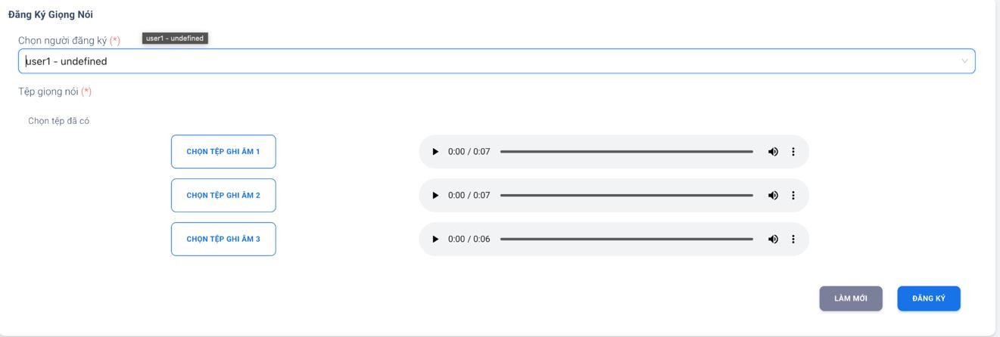 Đăng Ký Giọng Nói
Chọn người đăng ký (*)
user1 - undefined
user1 - undefined
Tệp giọng nói (*)
Chọn tệp đã có
CHỌN TỆP GHI ÂM 1
0:00 / 0:07
CHỌN TỆP GHI ÂM 2
0:00 / 0:07
CHỌN TỆP GHI ÂM 3
0:00 / 0:06
LÀM MỚI
ĐĂNG KÝ